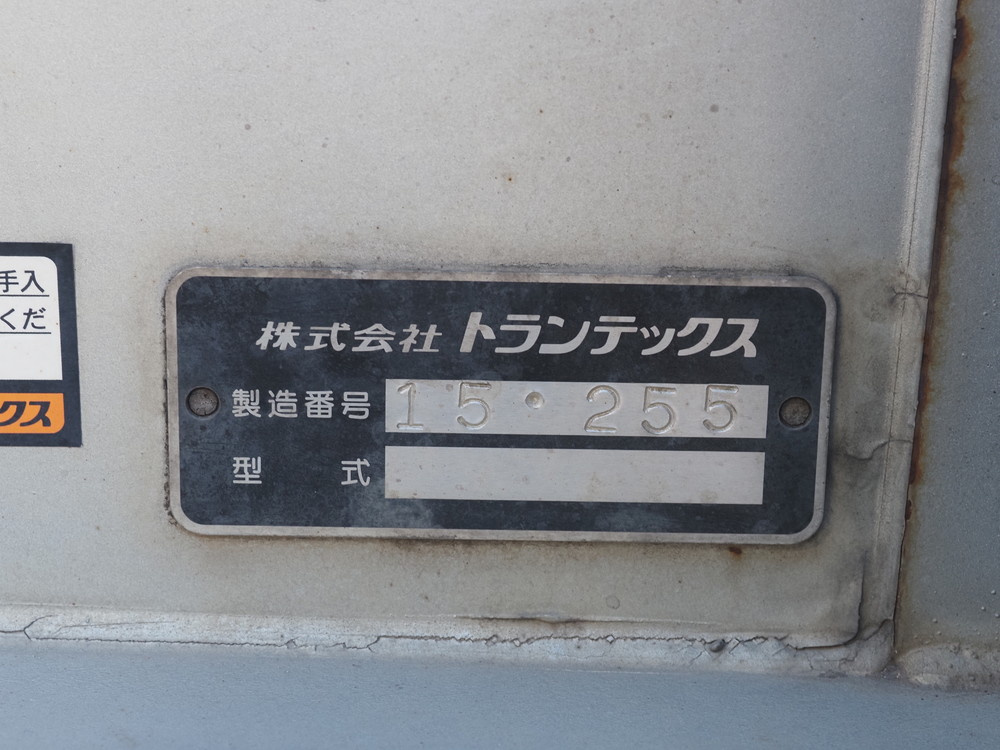 手入
くだ
クス
株式会社 トランテックス
製造番号 15・255
型 式